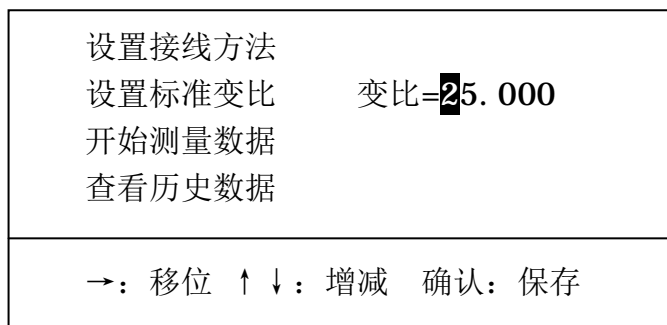 设置接线方法
设置标准变比 变比=25.000
开始测量数据
查看历史数据
→：移位 ↑↓：增减 确认：保存